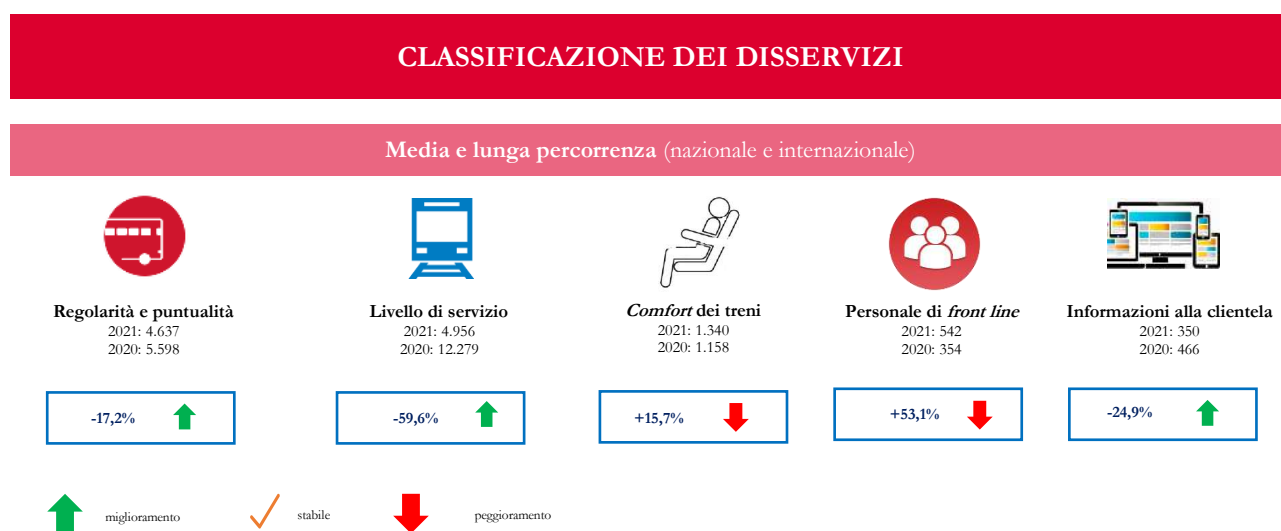 CLASSIFICAZIONE DEI DISSERVIZI
Media e lunga percorrenza (nazionale e internazionale)
Regolarità e puntualità
2021: 4.637
2020: 5.598
-17,2%
Livello di servizio
2021: 4.956
2020: 12.279
-59,6%
Comfort dei treni
2021: 1.340
2020: 1.158
+15,7%
Personale di front line
2021: 542
2020: 354
+53,1%
Informazioni alla clientela
2021: 350
2020: 466
-24,9%
miglioramento
stabile
peggioramento